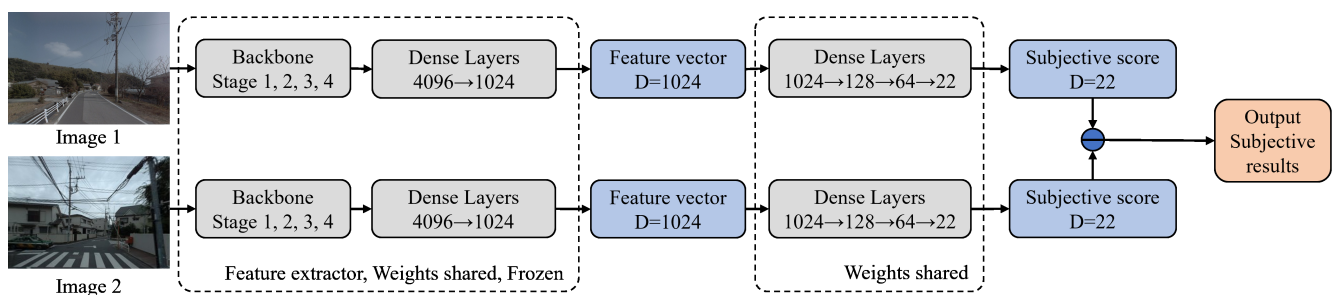 Image 1
Backbone
Stage 1, 2, 3, 4
Dense Layers
4096→1024
Feature vector
D=1024
Dense Layers
1024→128→64→22
Subjective score
D=22
Output
Subjective
results
Image 2
Backbone
Stage 1, 2, 3, 4
Dense Layers
4096→1024
Feature vector
D=1024
Dense Layers
1024→128→64→22
Subjective score
D=22
Feature extractor, Weights shared, Frozen
Weights shared